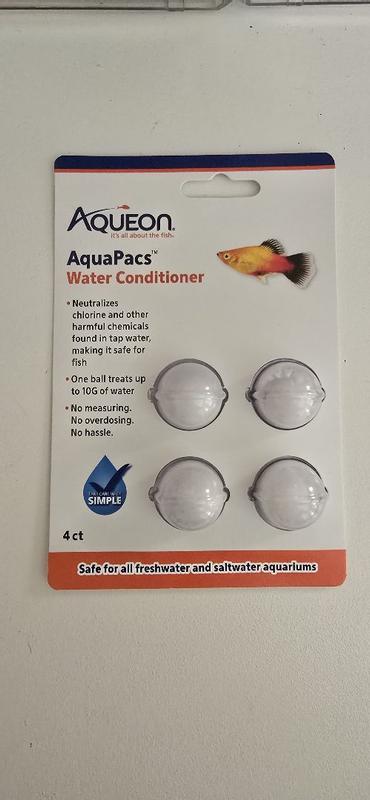 AQUEON®
it's all about the fish.
AquaPacs™
Water Conditioner
• Neutralizes
chlorine and other
harmful chemicals
found in tap water,
making it safe for
fish
• One ball treats up
to 10G of water
• No measuring.
No overdosing.
No hassle.
SIMPLE
4 ct
Safe for all freshwater and saltwater aquariums